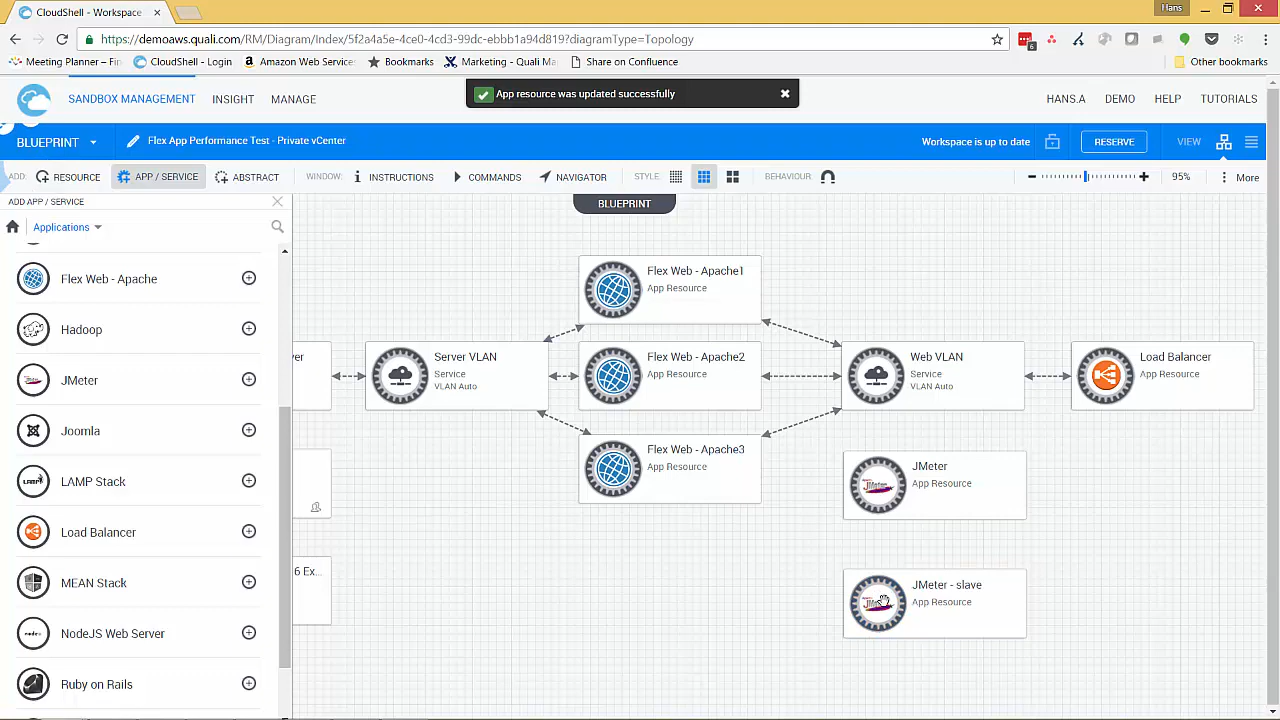 CloudShell - Workspace
Hans
https://demoaws.quali.com/RM/Diagram/Index/5f2a4a5e-4ce0-4cd3-99dc-ebbb1a94d819?diagramType=Topology
6
Meeting Planner – Fin
CloudShell - Login
Amazon Web Service
Bookmarks
Marketing - Quali Ma
Share on Confluence
Other bookmarks
SANDBOX MANAGEMENT
INSIGHT
MANAGE
App resource was updated successfully
HANS.A
DEMO
HELP
TUTORIALS
BLUEPRINT
Flex App Performance Test - Private vCenter
Workspace is up to date
RESERVE
VIEW
ADD:
RESOURCE
APP / SERVICE
ABSTRACT
WINDOW:
INSTRUCTIONS
COMMANDS
NAVIGATOR
STYLE:
BEHAVIOUR
95%
More
ADD APP / SERVICE
Applications
Flex Web - Apache
Hadoop
JMeter
Joomla
LAMP Stack
Load Balancer
MEAN Stack
NodeJS Web Server
Ruby on Rails
BLUEPRINT
Flex Web - Apache1
App Resource
ver
Server VLAN
Service
VLAN Auto
Flex Web - Apache2
App Resource
Web VLAN
Service
VLAN Auto
Load Balancer
App Resource
Flex Web - Apache3
App Resource
JMeter
App Resource
6 Ex...
JMeter - slave
App Resource